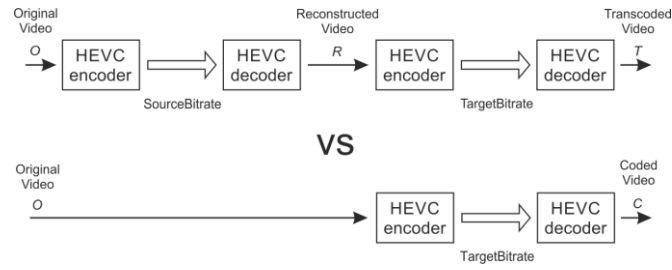 Original
Video
O
HEVC
encoder
SourceBitrate
HEVC
decoder
Reconstructed
Video
R
HEVC
encoder
TargetBitrate
HEVC
decoder
Transcoded
Video
T
VS
Original
Video
O
HEVC
encoder
TargetBitrate
HEVC
decoder
Coded
Video
C